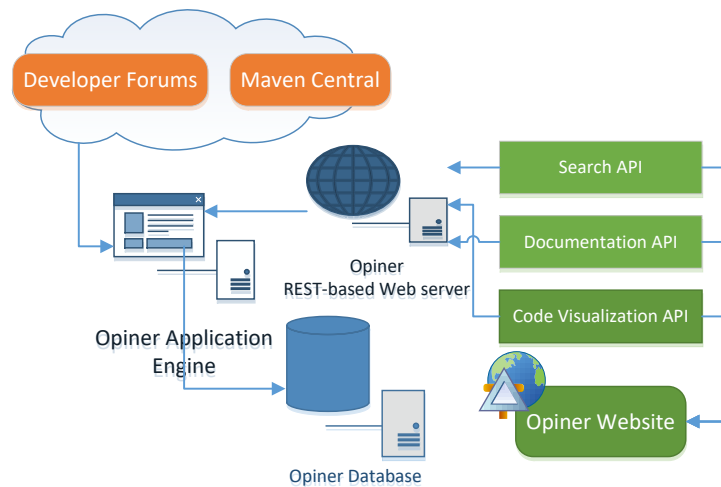 Developer Forums
Maven Central
Search API
Documentation API
Code Visualization API
Opiner
REST-based Web server
Opiner Application
Engine
Opiner Website
Opiner Database